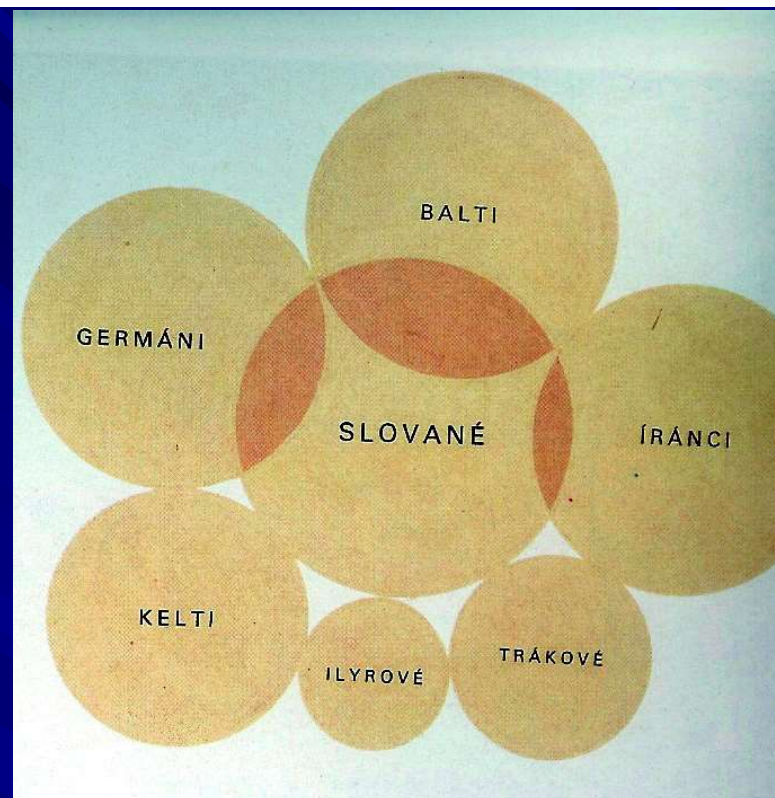 BALTI
GERMÁNI
SLOVANÉ
ÍRÁNCI
KELTI
ILYROVÉ
TRÁKOVÉ